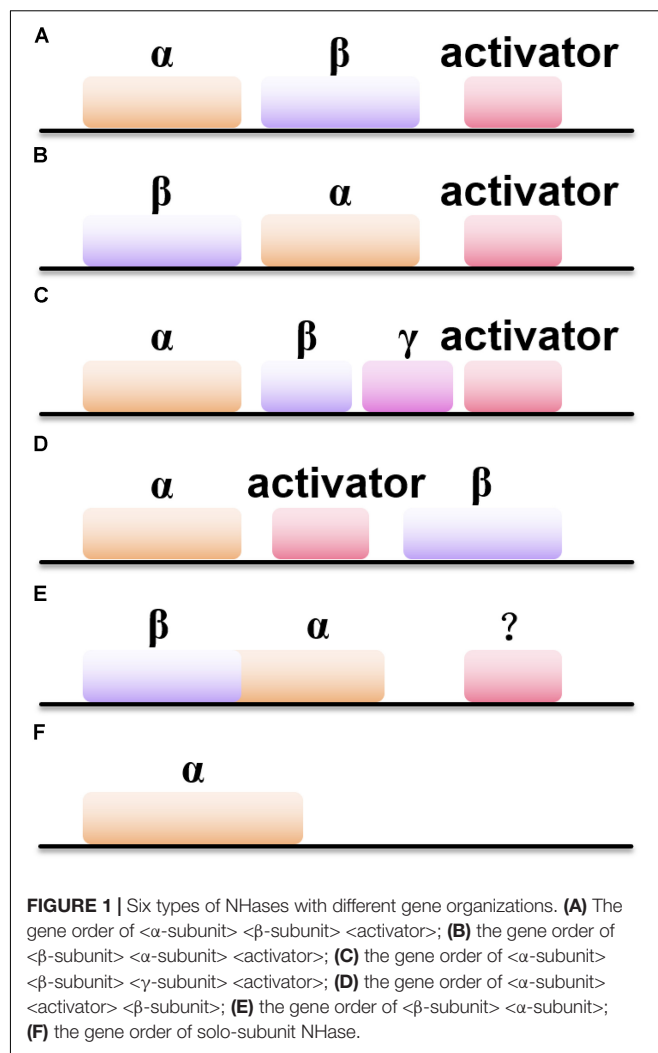 A
α β activator
B
β α activator
C
α β γ activator
D
α activator β
E
β α ?
F
α
FIGURE 1 | Six types of NHases with different gene organizations. (A) The
gene order of <α-subunit> <β-subunit> <activator>; (B) the gene order of
<β-subunit> <α-subunit> <activator>; (C) the gene order of <α-subunit>
<β-subunit> <γ-subunit> <activator>; (D) the gene order of <α-subunit>
<activator> <β-subunit>; (E) the gene order of <β-subunit> <α-subunit>;
(F) the gene order of solo-subunit NHase.